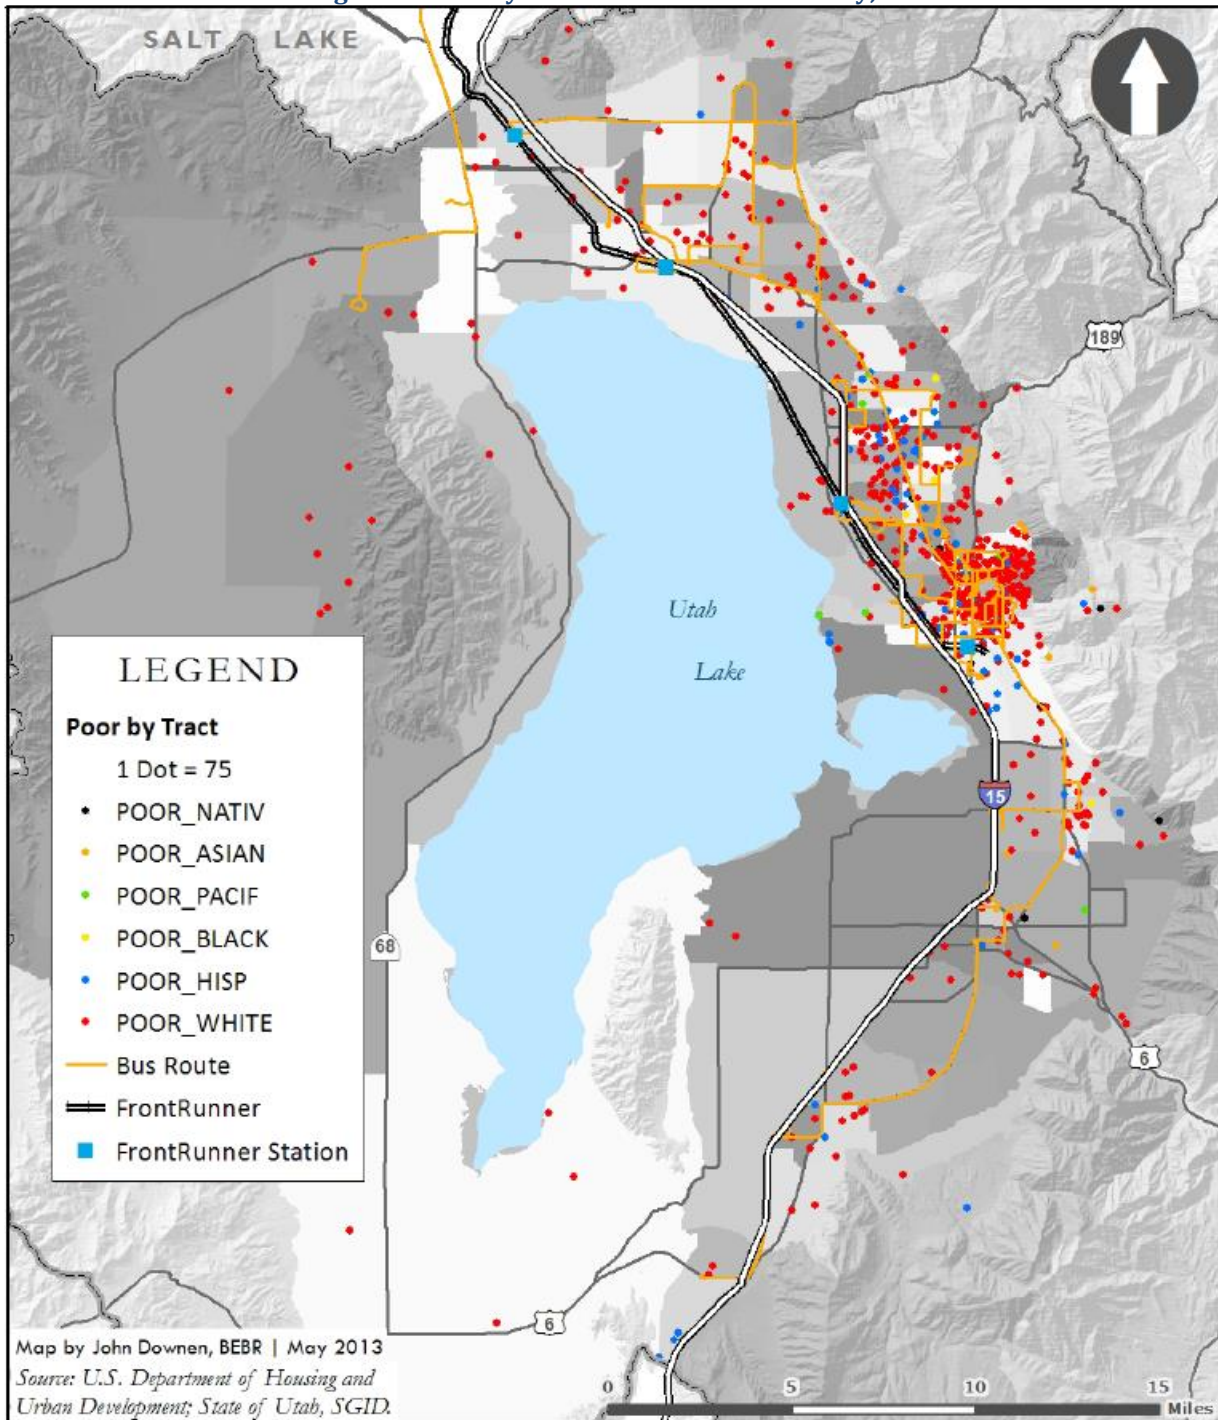 SALT LAKE
189
Utah
Lake
LEGEND
Poor by Tract
1 Dot = 75
POOR_NATIV
POOR_ASIAN
POOR_PACIF
POOR_BLACK
POOR_HISP
POOR_WHITE
Bus Route
FrontRunner
FrontRunner Station
15
68
6
6
Map by John Downen, BEBR | May 2013
Source: U.S. Department of Housing and
Urban Development; State of Utah, SGID.
0 5 10 15
Miles